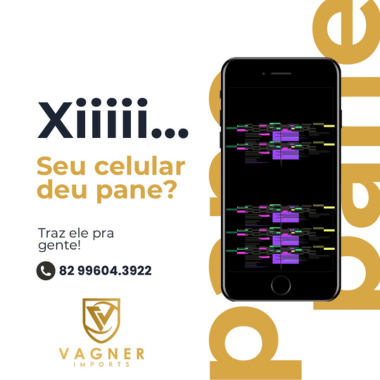 Xiiiii...
Seu celular
deu pane?
Traz ele pra
gente!
82 99604.3922
VAGNER
IMPORTS
pane
pane